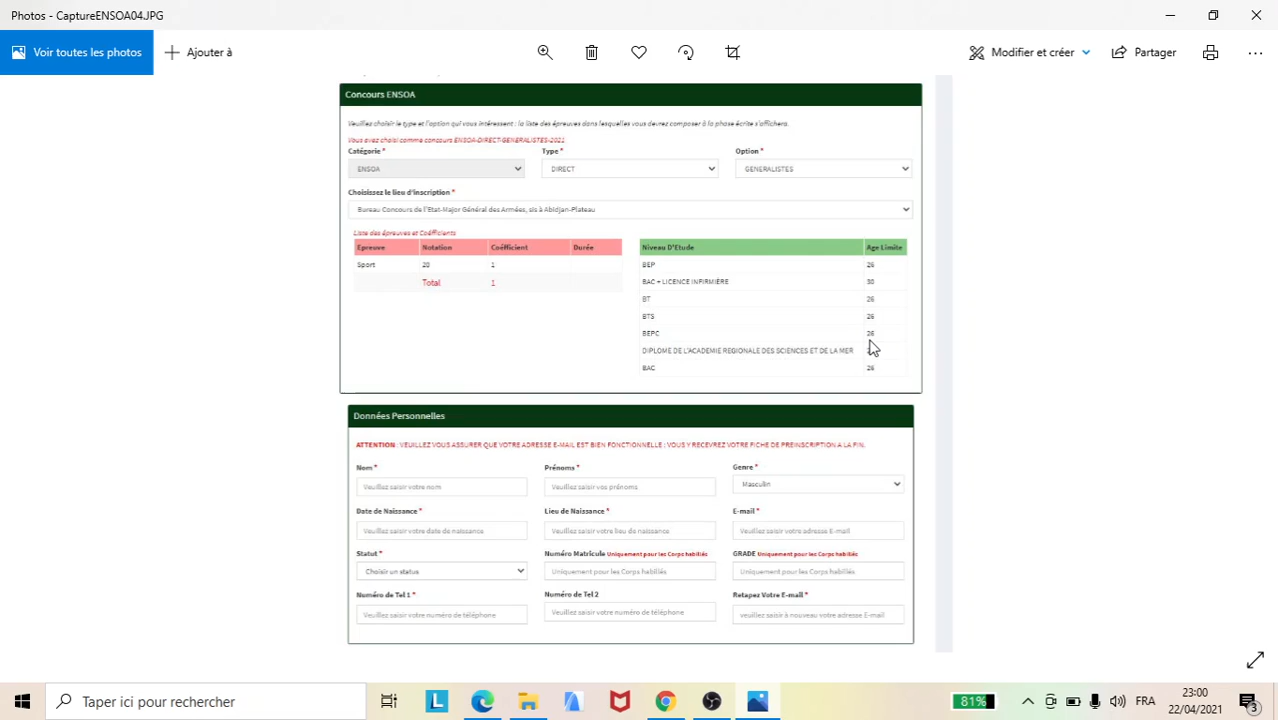 Photos - CaptureENSOA04.JPG
Voir toutes les photos
Ajouter à
Modifier et créer
Partager
Concours ENSOA
Veuillez choisir le type et l'option qui vous intéressent : la liste des épreuves dans lesquelles vous devrez composer à la phase écrite s'affichera.
Vous avez choisi comme concours ENSOA-DIRECT-GENERALISTES-2021
Catégorie * Type * Option *
ENSOA DIRECT GENERALISTES
Choisissez le lieu d'inscription *
Bureau Concours de l'Etat-Major Général des Armées, sis à Abidjan-Plateau
Liste des épreuves et Coéfficients
Epreuve Notation Coéfficient Durée
Sport 20 1
Total 1
Niveau D'Etude Age Limite
BEP 26
BAC + LICENCE INFIRMIÈRE 30
BT 26
BTS 26
BEPC 26
DIPLOME DE L'ACADEMIE REGIONALE DES SCIENCES ET DE LA MER
BAC 26
Données Personnelles
ATTENTION : VEUILLEZ VOUS ASSURER QUE VOTRE ADRESSE E-MAIL EST BIEN FONCTIONNELLE : VOUS Y RECEVREZ VOTRE FICHE DE PREINSCRIPTION A LA FIN.
Nom * Prénoms * Genre *
Veuillez saisir votre nom Veuillez saisir vos prénoms Masculin
Date de Naissance * Lieu de Naissance * E-mail *
Veuillez saisir votre date de naissance Veuillez saisir votre lieu de naissance Veuillez saisir votre adresse E-mail
Statut * Numéro Matricule Uniquement pour les Corps habillés GRADE Uniquement pour les Corps habillés
Choisir un status Uniquement pour les Corps habillés Uniquement pour les Corps habillés
Numéro de Tel 1 * Numéro de Tel 2 Retapez Votre E-mail *
Veuillez saisir votre numéro de téléphone Veuillez saisir votre numéro de téléphone veuillez saisir à nouveau votre adresse E-mail
Taper ici pour rechercher
L
81%
FRA
23:00
22/04/2021
3